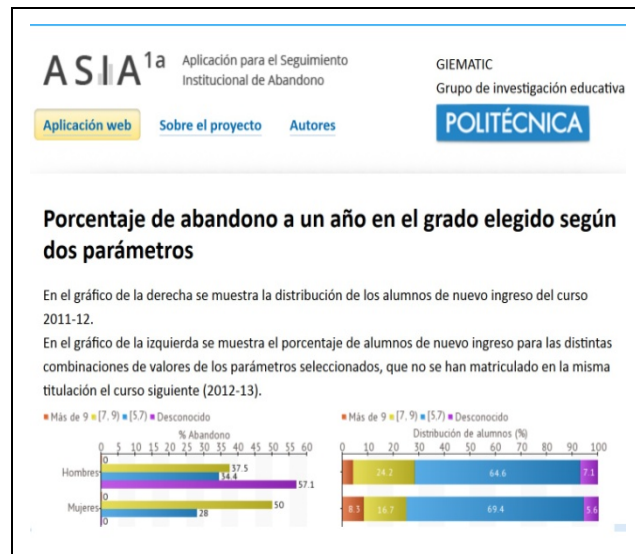 ASIA 1a Aplicación para el Seguimiento
Institucional de Abandono
GIEMATIC
Grupo de investigación educativa
POLITÉCNICA
Aplicación web Sobre el proyecto Autores
Porcentaje de abandono a un año en el grado elegido según
dos parámetros
En el gráfico de la derecha se muestra la distribución de los alumnos de nuevo ingreso del curso
2011-12.
En el gráfico de la izquierda se muestra el porcentaje de alumnos de nuevo ingreso para las distintas
combinaciones de valores de los parámetros seleccionados, que no se han matriculado en la misma
titulación el curso siguiente (2012-13).
Más de 9 [7, 9) [5,7) Desconocido
% Abandono
0 5 10 15 20 25 30 35 40 45 50 55 60
Hombres
0
37.5
34.4
57.1
Mujeres
0
50
28
0
Más de 9 [7, 9) [5,7) Desconocido
Distribución de alumnos (%)
0 10 20 30 40 50 60 70 80 90 100
24.2 64.6 7.1
8.3 16.7 69.4 5.6